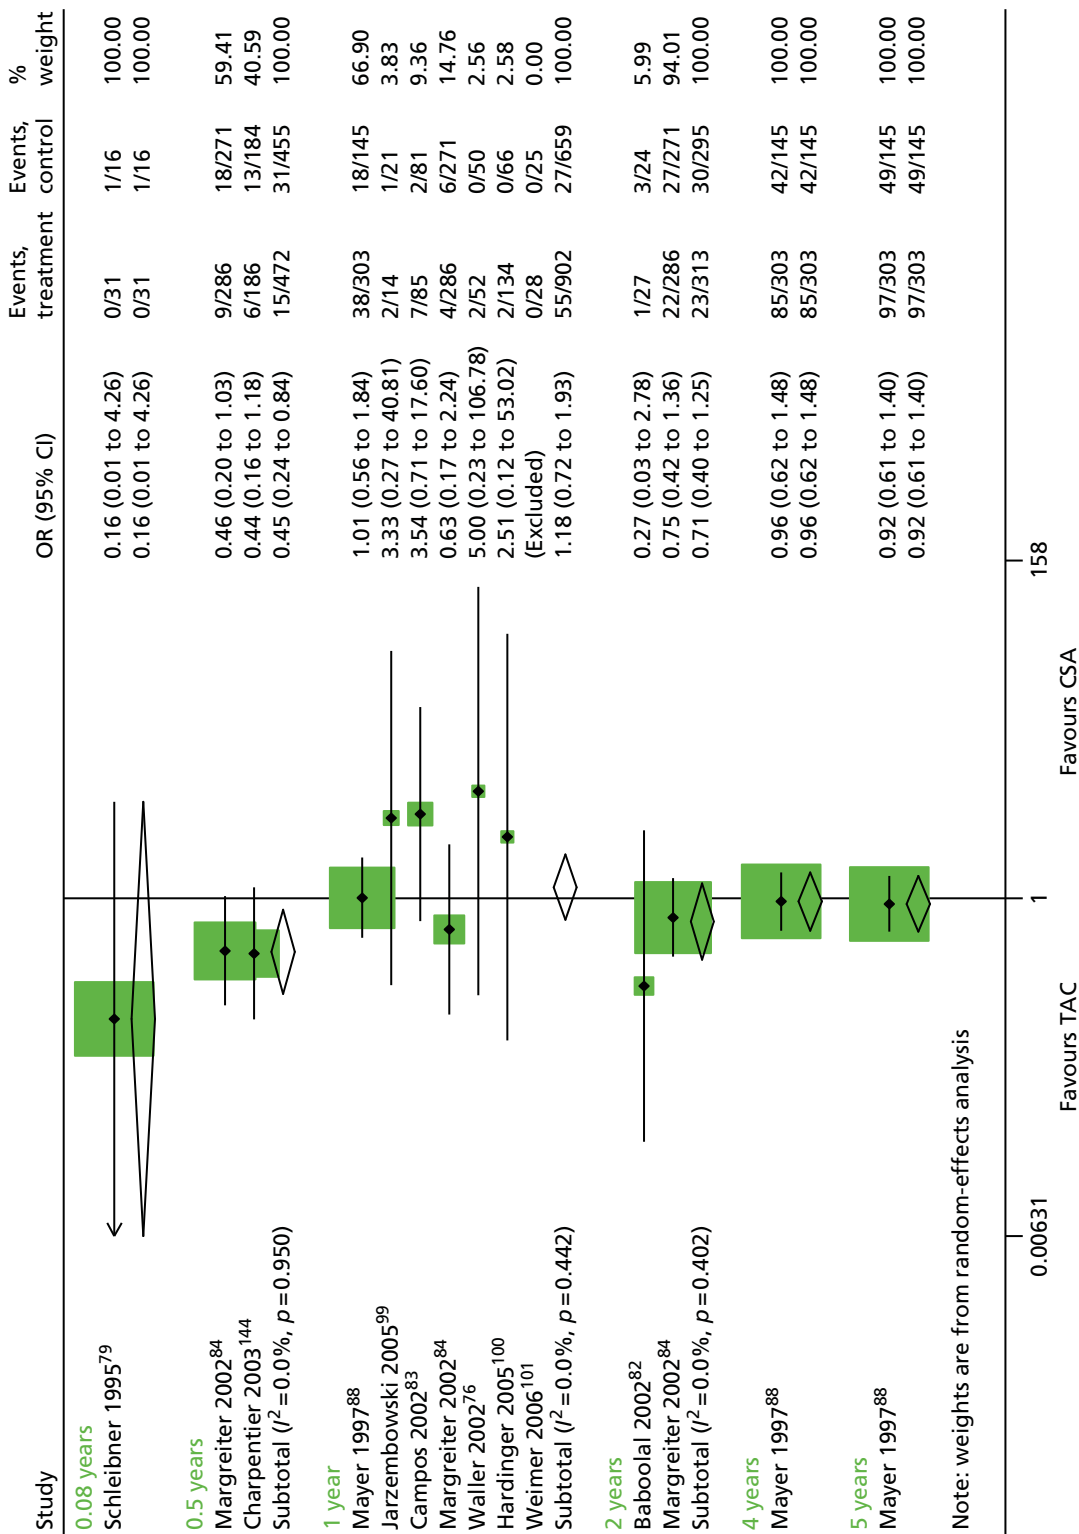 Study OR (95% CI) Events, treatment Events, control % weight
0.08 years
Schleibner 1995⁷⁹ 0.16 (0.01 to 4.26) 0/31 1/16 100.00
0.16 (0.01 to 4.26) 0/31 1/16 100.00
0.5 years
Margreiter 2002⁸⁴ 0.46 (0.20 to 1.03) 9/286 18/271 59.41
Charpentier 2003¹⁴⁴ 0.44 (0.16 to 1.18) 6/186 13/184 40.59
Subtotal (I² = 0.0%, p = 0.950) 0.45 (0.24 to 0.84) 15/472 31/455 100.00
1 year
Mayer 1997⁸⁸ 1.01 (0.56 to 1.84) 38/303 18/145 66.90
Jarzembowski 2005⁹⁹ 3.33 (0.27 to 40.81) 2/14 1/21 3.83
Campos 2002⁸³ 3.54 (0.71 to 17.60) 7/85 2/81 9.36
Margreiter 2002⁸⁴ 0.63 (0.17 to 2.24) 4/286 6/271 14.76
Waller 2002⁷⁶ 5.00 (0.23 to 106.78) 2/52 0/50 2.56
Hardinger 2005¹⁰⁰ 2.51 (0.12 to 53.02) 2/134 0/66 2.58
Weimer 2006¹⁰¹ (Excluded) 0/28 0/25 0.00
Subtotal (I² = 0.0%, p = 0.442) 1.18 (0.72 to 1.93) 55/902 27/659 100.00
2 years
Baboolal 2002⁸² 0.27 (0.03 to 2.78) 1/27 3/24 5.99
Margreiter 2002⁸⁴ 0.75 (0.42 to 1.36) 22/286 27/271 94.01
Subtotal (I² = 0.0%, p = 0.402) 0.71 (0.40 to 1.25) 23/313 30/295 100.00
4 years
Mayer 1997⁸⁸ 0.96 (0.62 to 1.48) 85/303 42/145 100.00
0.96 (0.62 to 1.48) 85/303 42/145 100.00
5 years
Mayer 1997⁸⁸ 0.92 (0.61 to 1.40) 97/303 49/145 100.00
0.92 (0.61 to 1.40) 97/303 49/145 100.00
Note: weights are from random-effects analysis
0.00631 1 158
Favours TAC Favours CSA